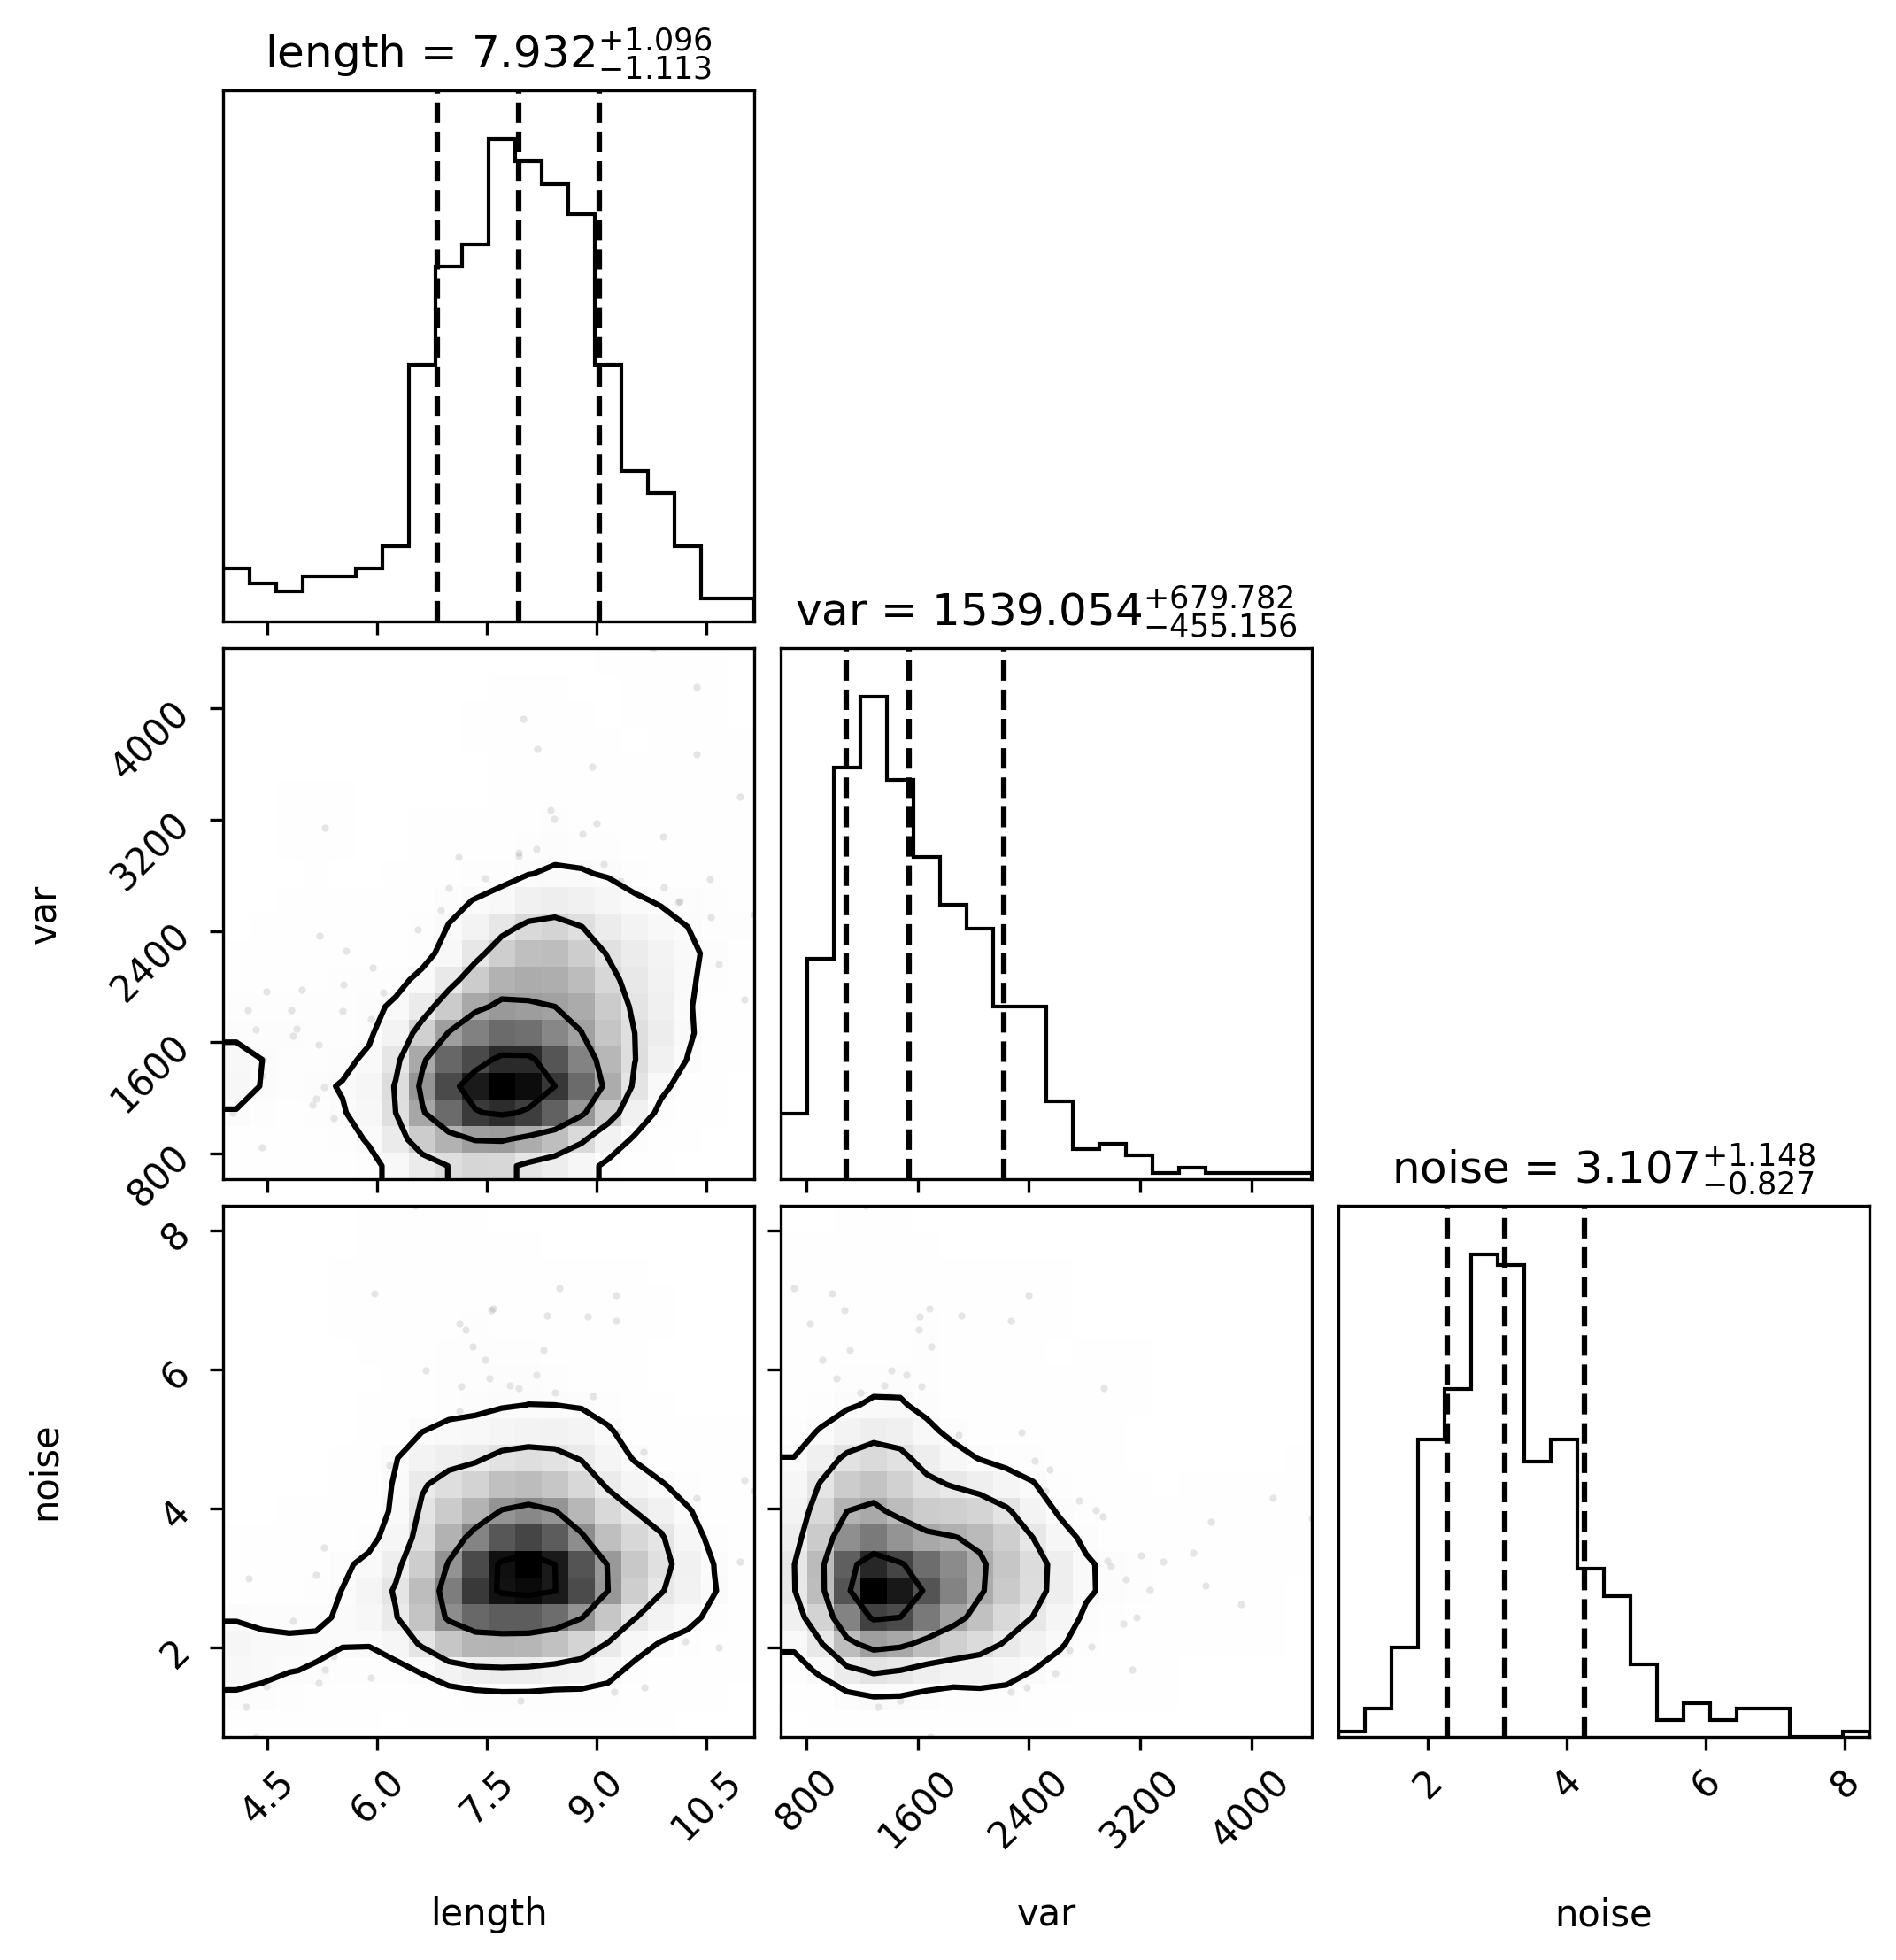 length = 7.932 +1.096 −1.113
var = 1539.054 +679.782 −455.156
4000
3200
2400
1600
800
var
noise = 3.107 +1.148 −0.827
8
6
4
2
noise
4.5 6.0 7.5 9.0 10.5 800 1600 2400 3200 4000 2 4 6 8
length var noise